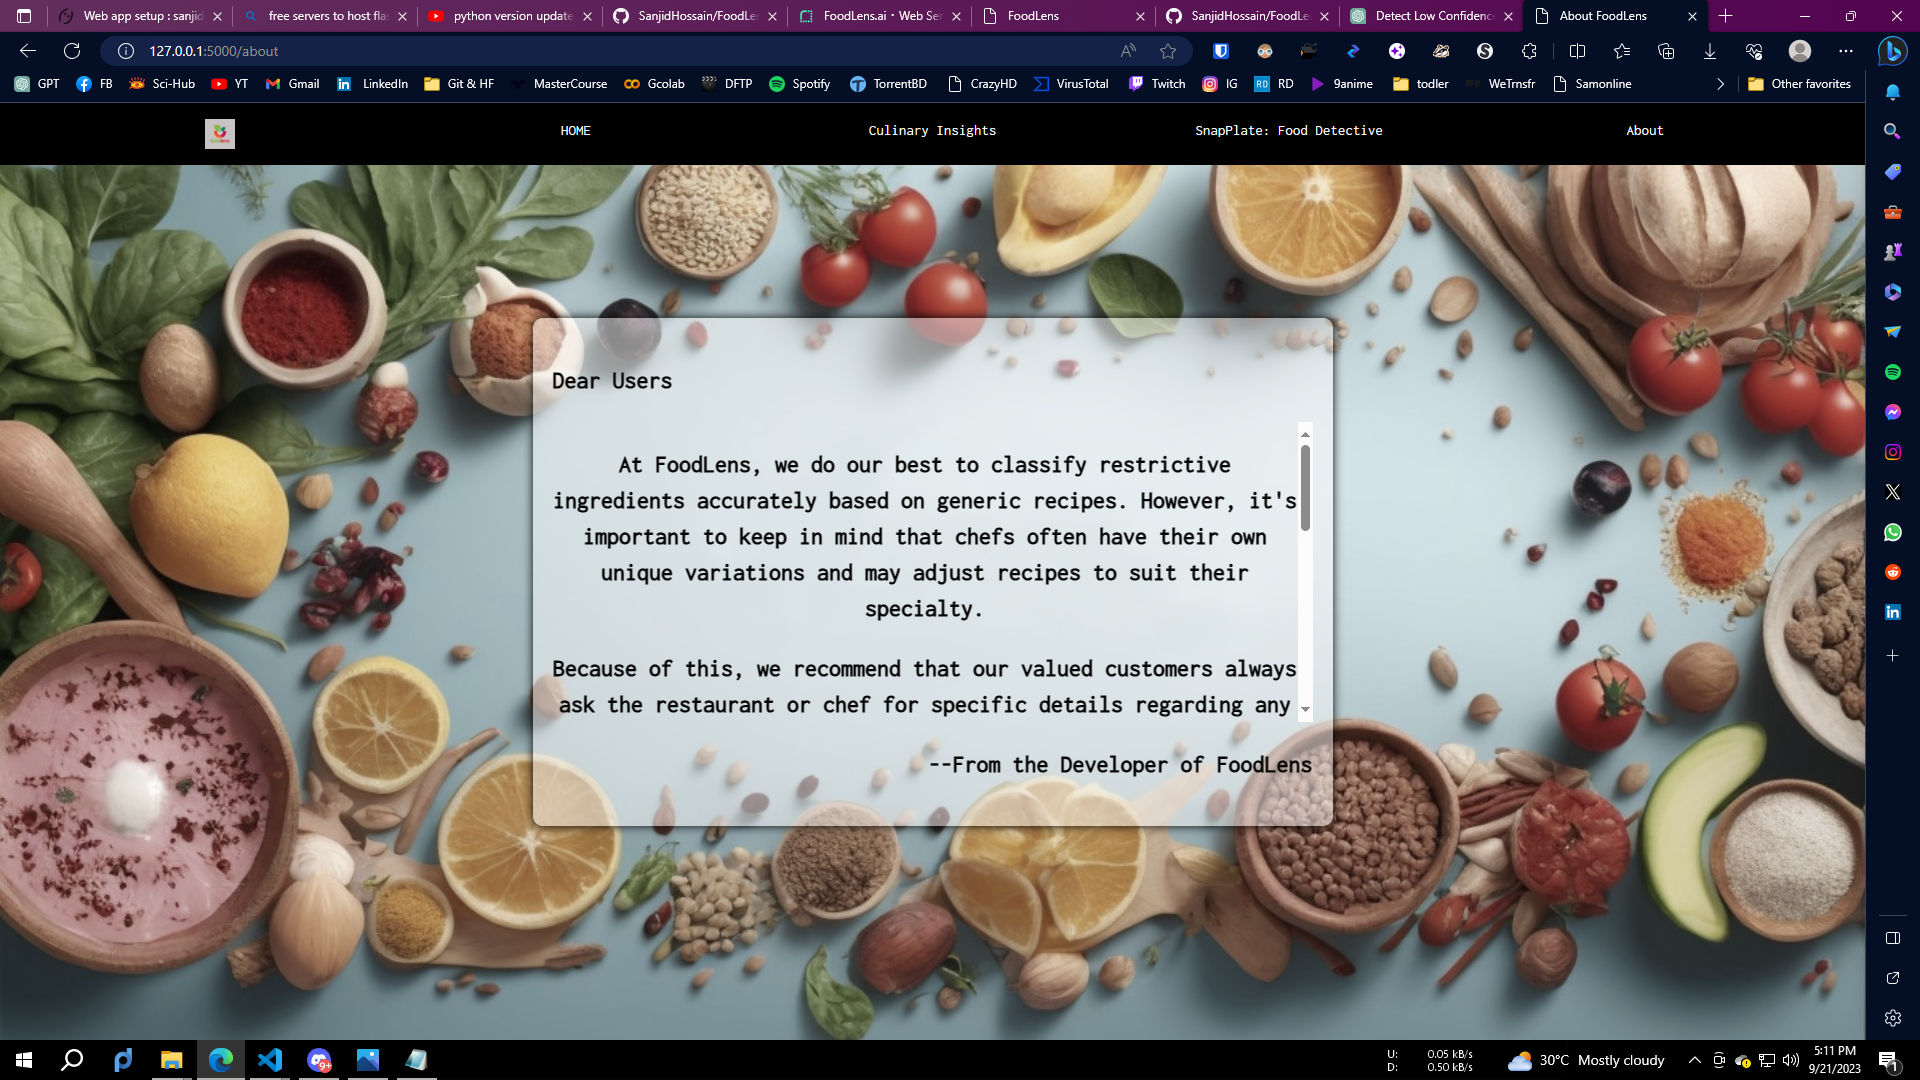 Web app setup : sanjid
free servers to host fla
python version update
SanjidHossain/FoodLer
FoodLens.ai · Web Ser
FoodLens
SanjidHossain/FoodLe
Detect Low Confidence
About FoodLens
127.0.0.1:5000/about
GPT
FB
Sci-Hub
YT
Gmail
LinkedIn
Git & HF
MasterCourse
Gcolab
DFTP
Spotify
TorrentBD
CrazyHD
VirusTotal
Twitch
IG
RD
9anime
todler
WeTrnsfr
Samonline
Other favorites
HOME
Culinary Insights
SnapPlate: Food Detective
About
Dear Users
At FoodLens, we do our best to classify restrictive
ingredients accurately based on generic recipes. However, it's
important to keep in mind that chefs often have their own
unique variations and may adjust recipes to suit their
specialty.
Because of this, we recommend that our valued customers always
ask the restaurant or chef for specific details regarding any
--From the Developer of FoodLens
U: 0.05 kB/s
D: 0.50 kB/s
30°C Mostly cloudy
5:11 PM
9/21/2023